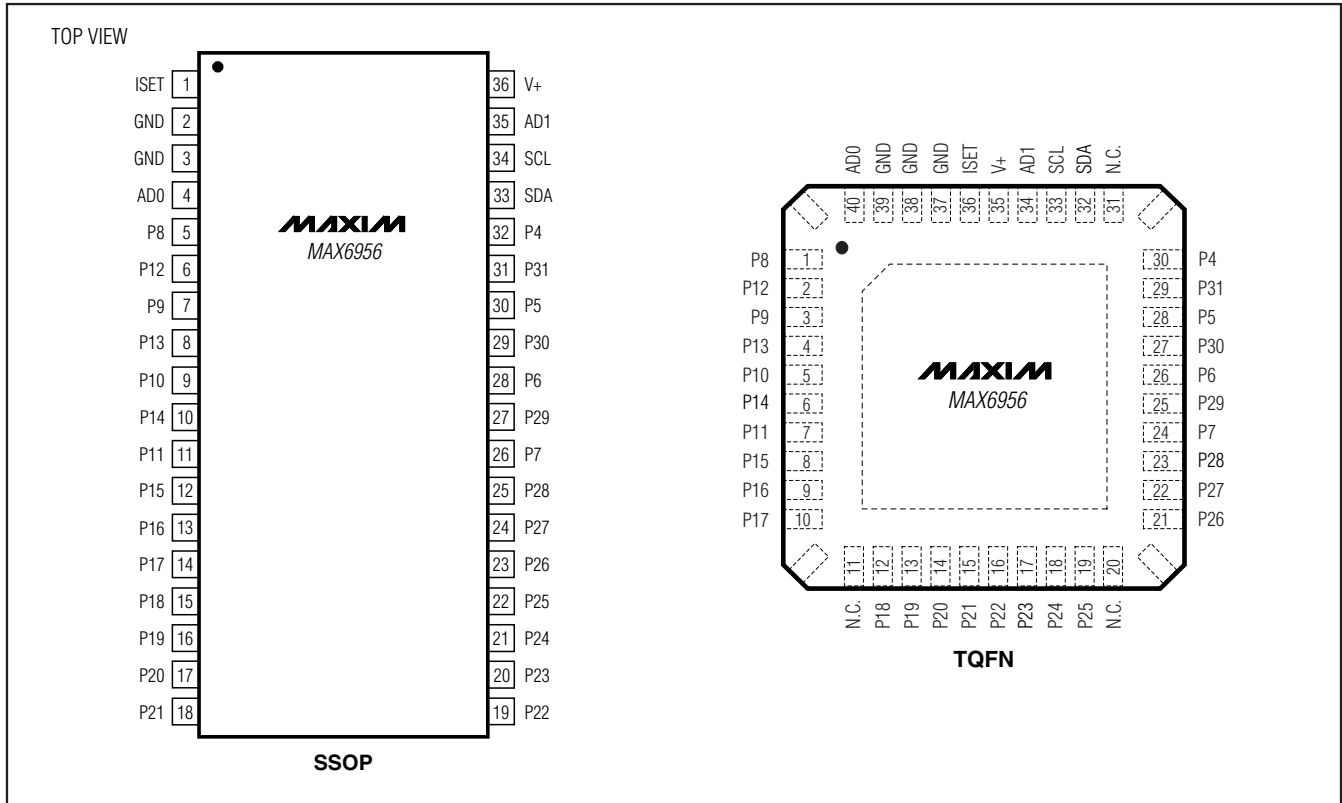 TOP VIEW
ISET 1
GND 2
GND 3
AD0 4
P8 5
P12 6
P9 7
P13 8
P10 9
P14 10
P11 11
P15 12
P16 13
P17 14
P18 15
P19 16
P20 17
P21 18
MAXIM
MAX6956
36 V+
35 AD1
34 SCL
33 SDA
32 P4
31 P31
30 P5
29 P30
28 P6
27 P29
26 P7
25 P28
24 P27
23 P26
22 P25
21 P24
20 P23
19 P22
SSOP
AD0 GND GND GND ISET V+ AD1 SCL SDA N.C.
40 39 38 37 36 35 34 33 32 31
P8 1
P12 2
P9 3
P13 4
P10 5
P14 6
P11 7
P15 8
P16 9
P17 10
MAXIM
MAX6956
30 P4
29 P31
28 P5
27 P30
26 P6
25 P29
24 P7
23 P28
22 P27
21 P26
11 12 13 14 15 16 17 18 19 20
N.C. P18 P19 P20 P21 P22 P23 P24 P25 N.C.
TQFN